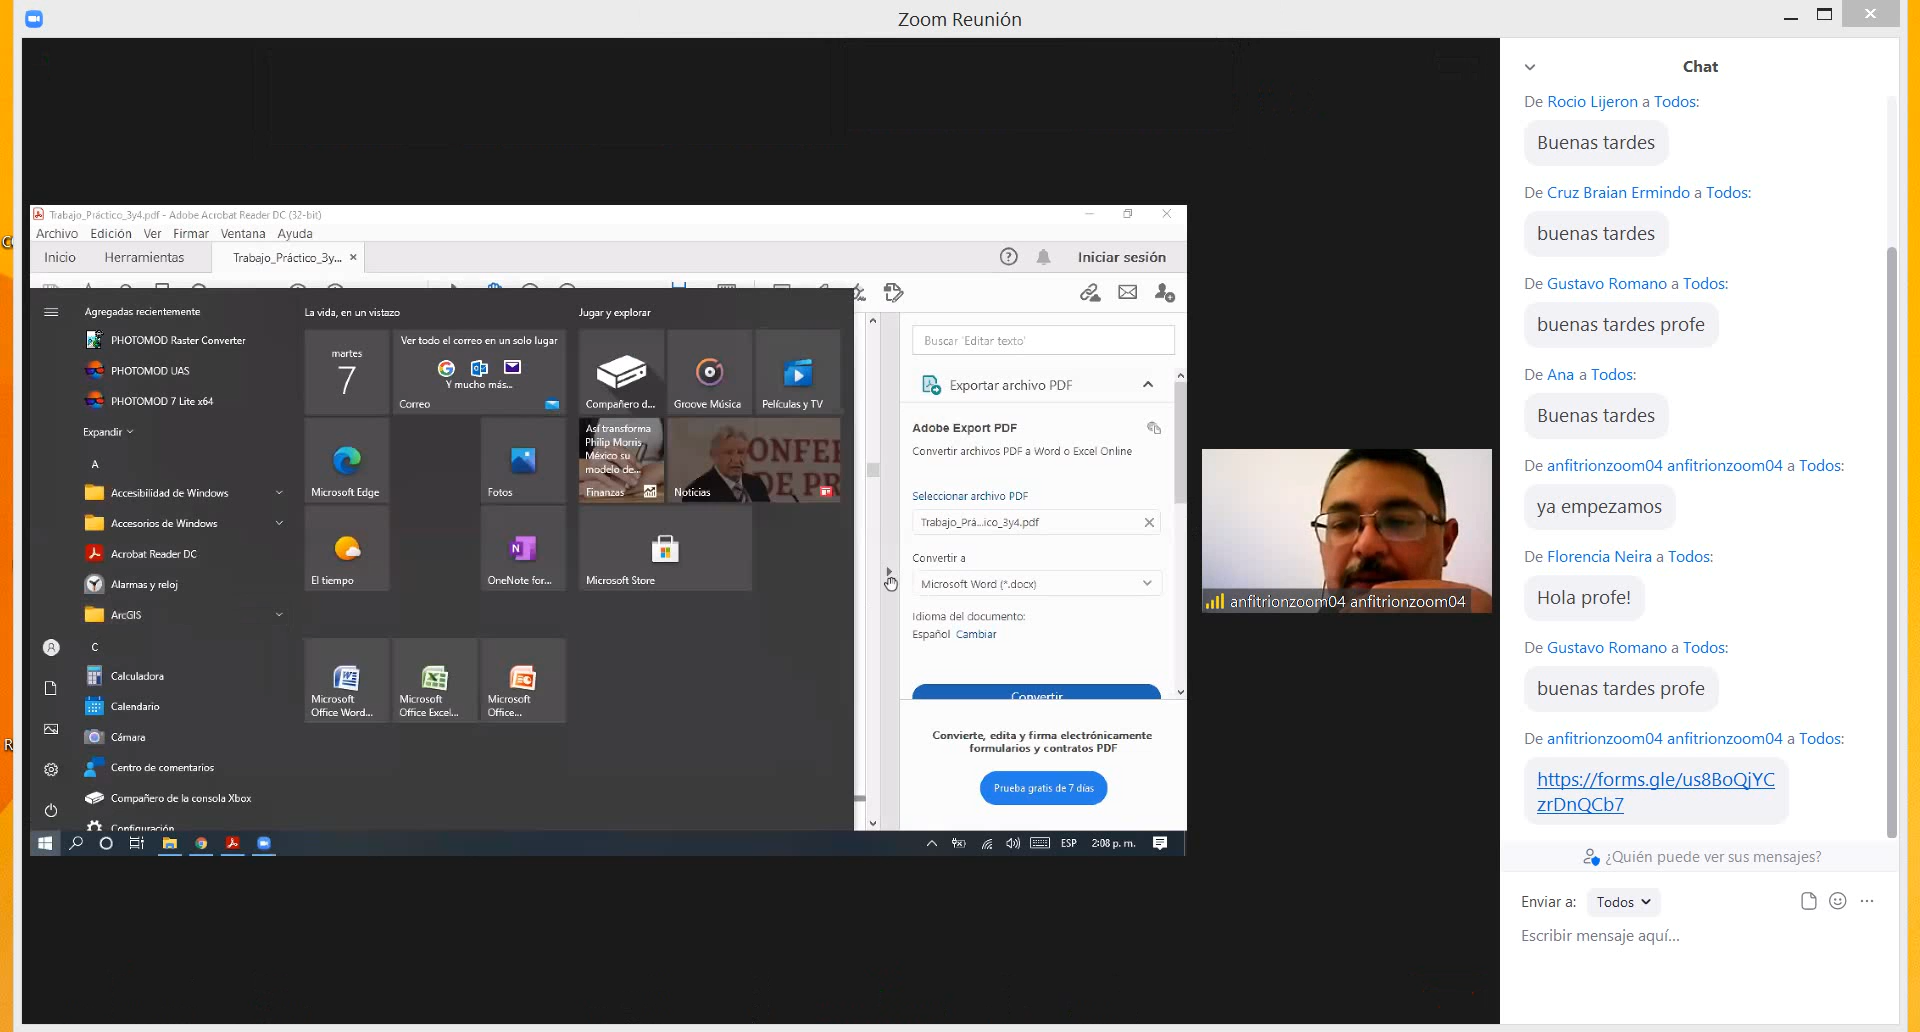 Zoom Reunión
Trabajo_Práctico_3y4.pdf - Adobe Acrobat Reader DC (32-bit)
Archivo Edición Ver Firmar Ventana Ayuda
Inicio Herramientas Trabajo_Práctico_3y... × Iniciar sesión
Agregadas recientemente
PHOTOMOD Raster Converter
PHOTOMOD UAS
PHOTOMOD 7 Lite x64
Expandir
A
Accesibilidad de Windows
Accesorios de Windows
Acrobat Reader DC
Alarmas y reloj
ArcGIS
C
Calculadora
Calendario
Cámara
Centro de comentarios
Compañero de la consola Xbox
Configuración
La vida, en un vistazo
martes
7
Ver todo el correo en un solo lugar
Y mucho más...
Correo
Microsoft Edge
Fotos
El tiempo
OneNote for...
Microsoft
Office Word...
Microsoft
Office Excel...
Microsoft
Office...
Jugar y explorar
Compañero d...
Groove Música
Películas y TV
Así transforma
Philip Morris
México su
modelo de...
Finanzas
CONFE
DE PR
Noticias
Microsoft Store
Buscar 'Editar texto'
Exportar archivo PDF
Adobe Export PDF
Convertir archivos PDF a Word o Excel Online
Seleccionar archivo PDF
Trabajo_Prá...ico_3y4.pdf
Convertir a
Microsoft Word (*.docx)
Idioma del documento:
Español Cambiar
Convertir
Convierte, edita y firma electrónicamente
formularios y contratos PDF
Prueba gratis de 7 días
ESP 2:08 p. m.
anfitrionzoom04 anfitrionzoom04
Chat
De Rocio Lijeron a Todos:
Buenas tardes
De Cruz Braian Ermindo a Todos:
buenas tardes
De Gustavo Romano a Todos:
buenas tardes profe
De Ana a Todos:
Buenas tardes
De anfitrionzoom04 anfitrionzoom04 a Todos:
ya empezamos
De Florencia Neira a Todos:
Hola profe!
De Gustavo Romano a Todos:
buenas tardes profe
De anfitrionzoom04 anfitrionzoom04 a Todos:
https://forms.gle/us8BoQjYC
zrDnQCb7
¿Quién puede ver sus mensajes?
Enviar a: Todos
Escribir mensaje aquí...